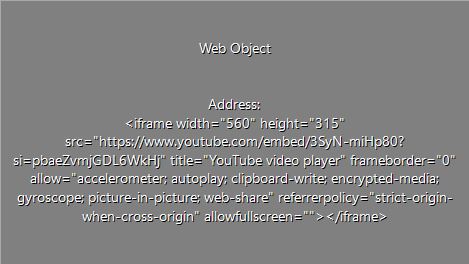 Web Object
Address:
<iframe width="560" height="315"
src="https://www.youtube.com/embed/3SyN-miHp80?
si=pbaeZvmjGDL6WkHj" title="YouTube video player" frameborder="0"
allow="accelerometer; autoplay; clipboard-write; encrypted-media;
gyroscope; picture-in-picture; web-share" referrerpolicy="strict-origin-
when-cross-origin" allowfullscreen=""></iframe>